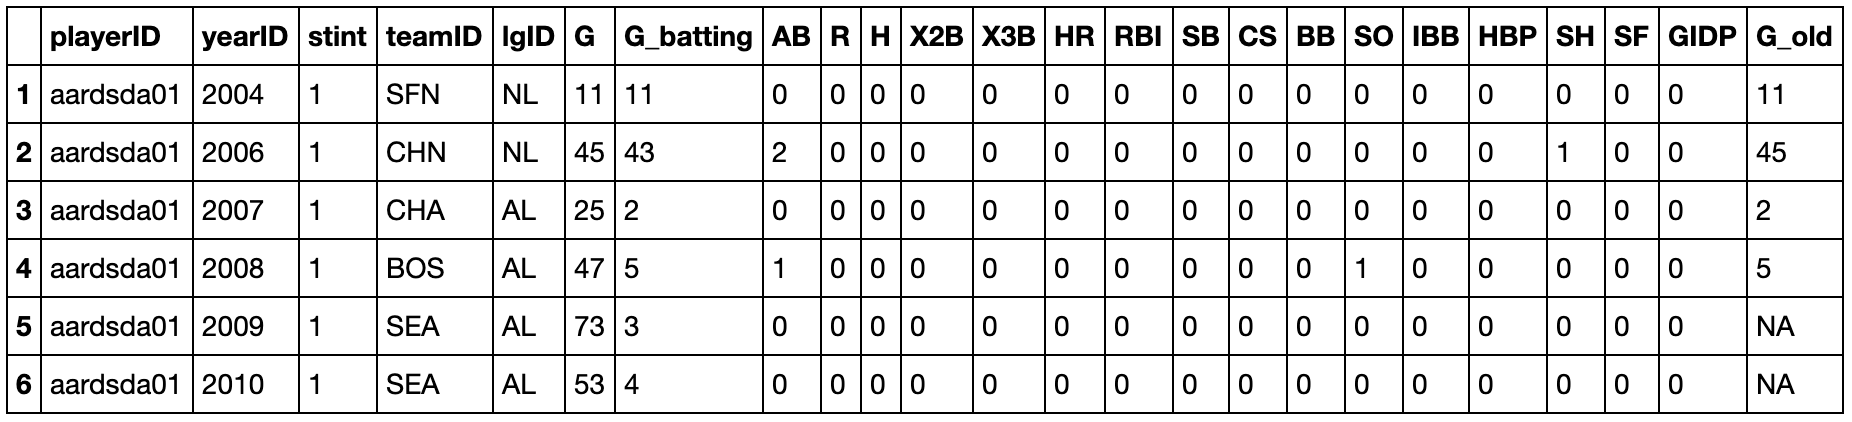 playerID yearID stint teamID lgID G G_batting AB R H X2B X3B HR RBI SB CS BB SO IBB HBP SH SF GIDP G_old
1 aardsda01 2004 1 SFN NL 11 11 0 0 0 0 0 0 0 0 0 0 0 0 0 0 0 0 11
2 aardsda01 2006 1 CHN NL 45 43 2 0 0 0 0 0 0 0 0 0 0 0 0 1 0 0 45
3 aardsda01 2007 1 CHA AL 25 2 0 0 0 0 0 0 0 0 0 0 0 0 0 0 0 0 2
4 aardsda01 2008 1 BOS AL 47 5 1 0 0 0 0 0 0 0 0 0 1 0 0 0 0 0 5
5 aardsda01 2009 1 SEA AL 73 3 0 0 0 0 0 0 0 0 0 0 0 0 0 0 0 0 NA
6 aardsda01 2010 1 SEA AL 53 4 0 0 0 0 0 0 0 0 0 0 0 0 0 0 0 0 NA